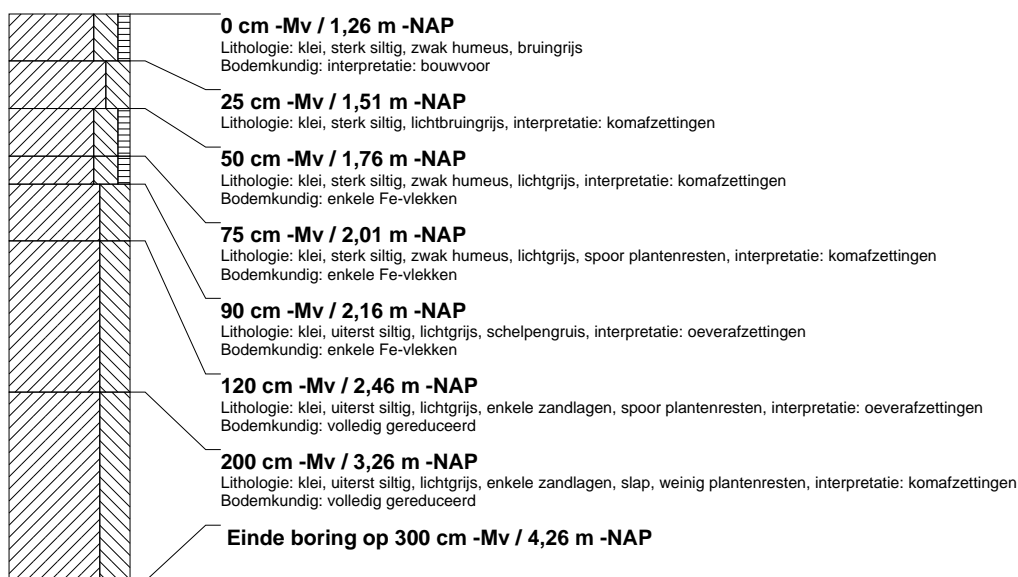 0 cm -Mv / 1,26 m -NAP
Lithologie: klei, sterk siltig, zwak humeus, bruingrijs
Bodemkundig: interpretatie: bouwvoor
25 cm -Mv / 1,51 m -NAP
Lithologie: klei, sterk siltig, lichtbruingrijs, interpretatie: komafzettingen
50 cm -Mv / 1,76 m -NAP
Lithologie: klei, sterk siltig, zwak humeus, lichtgrijs, interpretatie: komafzettingen
Bodemkundig: enkele Fe-vlekken
75 cm -Mv / 2,01 m -NAP
Lithologie: klei, sterk siltig, zwak humeus, lichtgrijs, spoor plantenresten, interpretatie: komafzettingen
Bodemkundig: enkele Fe-vlekken
90 cm -Mv / 2,16 m -NAP
Lithologie: klei, uiterst siltig, lichtgrijs, schelpengruis, interpretatie: oeverafzettingen
Bodemkundig: enkele Fe-vlekken
120 cm -Mv / 2,46 m -NAP
Lithologie: klei, uiterst siltig, lichtgrijs, enkele zandlagen, spoor plantenresten, interpretatie: oeverafzettingen
Bodemkundig: volledig gereduceerd
200 cm -Mv / 3,26 m -NAP
Lithologie: klei, uiterst siltig, lichtgrijs, enkele zandlagen, slap, weinig plantenresten, interpretatie: komafzettingen
Bodemkundig: volledig gereduceerd
Einde boring op 300 cm -Mv / 4,26 m -NAP